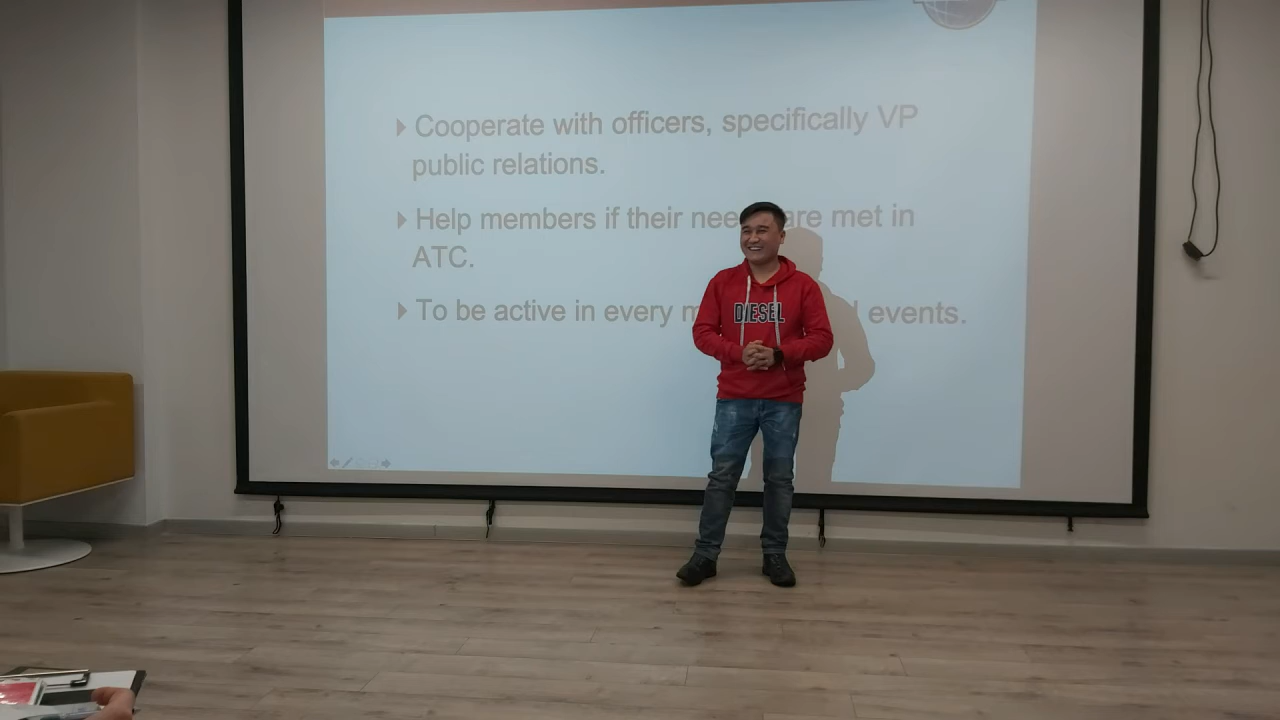 Cooperate with officers, specifically VP
public relations.
Help members if their nee are met in
ATC.
To be active in every m d events.
DIESEL